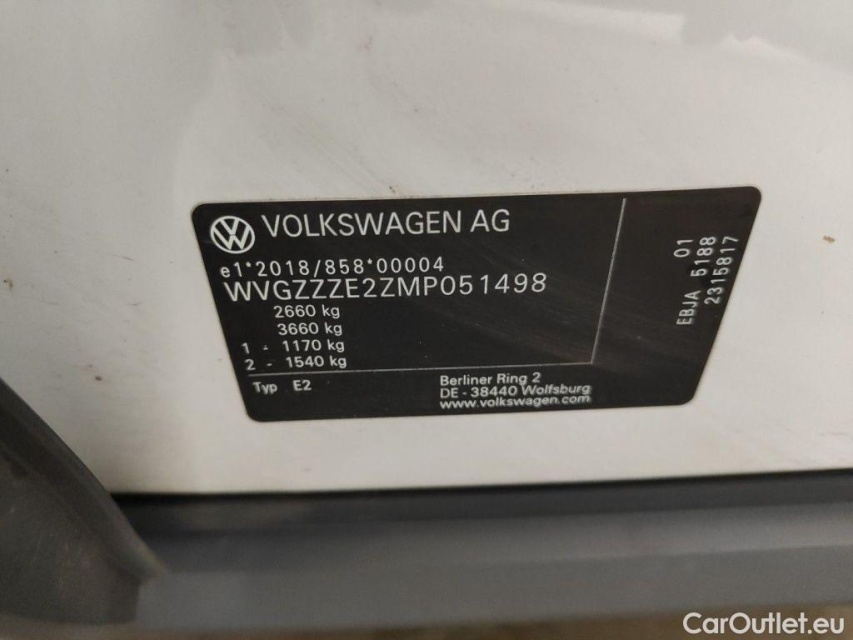 VOLKSWAGEN AG
e1*2018/858*00004
WVGZZZE2ZMP051498
2660 kg
3660 kg
1 - 1170 kg
2 - 1540 kg
Typ E2
Berliner Ring 2
DE - 38440 Wolfsburg
www.volkswagen.com
01
EBJA 5188
2315817
CarOutlet.eu